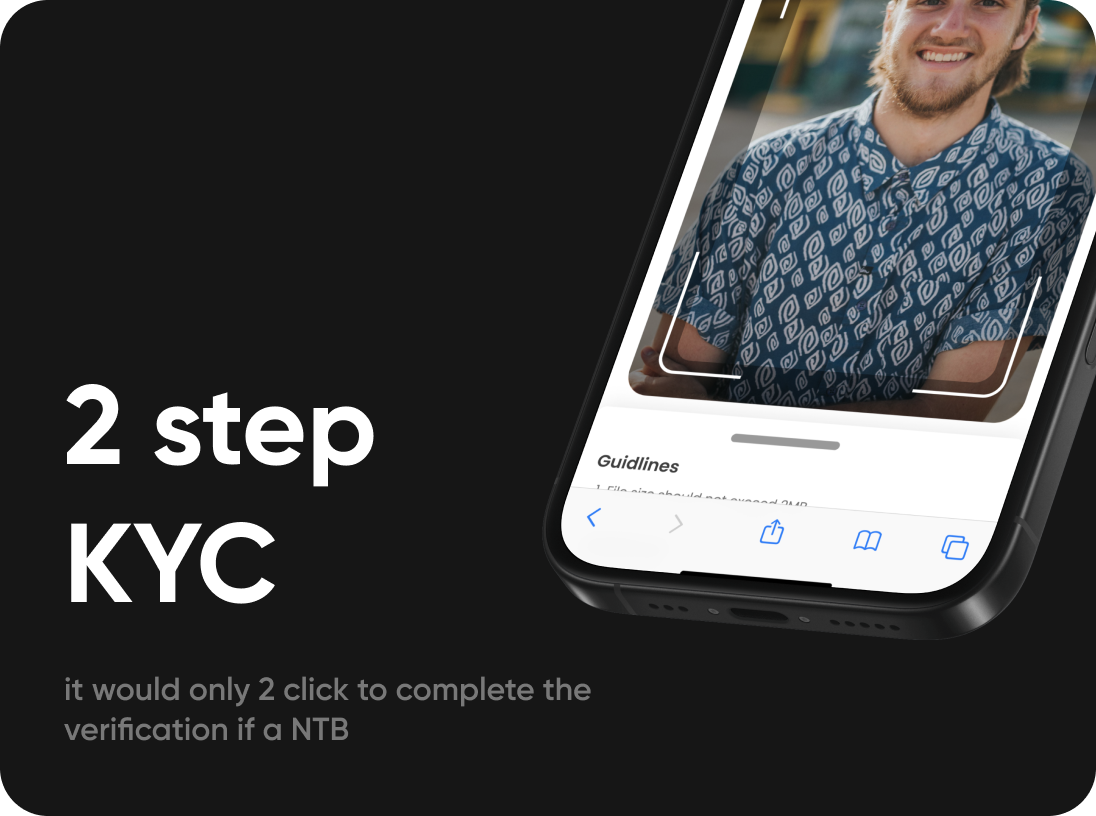 2 step
KYC
it would only 2 click to complete the
verification if a NTB
Guidlines
1. File size should not exceed 2MB